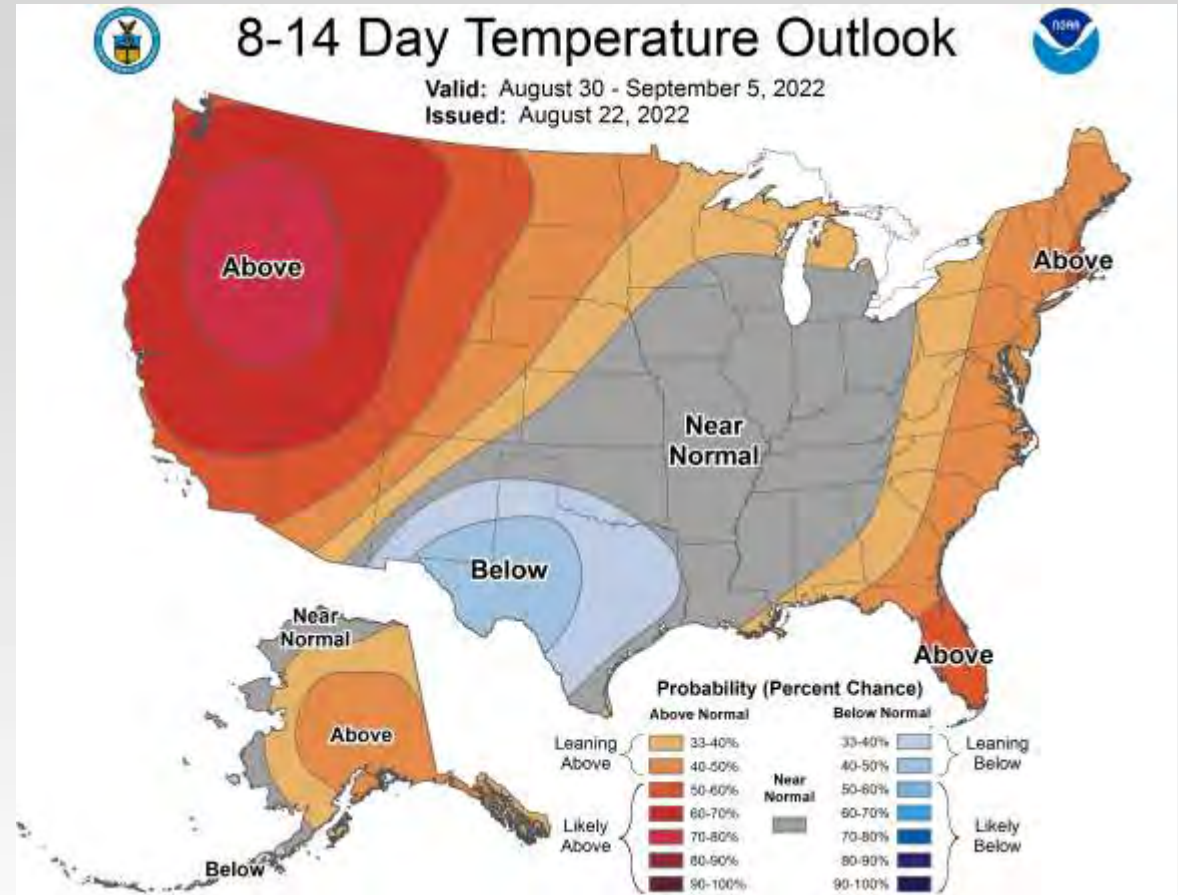 8-14 Day Temperature Outlook
NOAA
Valid: August 30 - September 5, 2022
Issued: August 22, 2022
Above
Above
Near
Normal
Below
Near
Normal
Above
Above
Below
Probability (Percent Chance)
Above Normal
Below Normal
Leaning
Above
33-40%
40-50%
50-60%
60-70%
70-80%
80-90%
90-100%
Likely
Above
Near
Normal
33-40%
40-50%
50-60%
60-70%
70-80%
80-90%
90-100%
Leaning
Below
Likely
Below